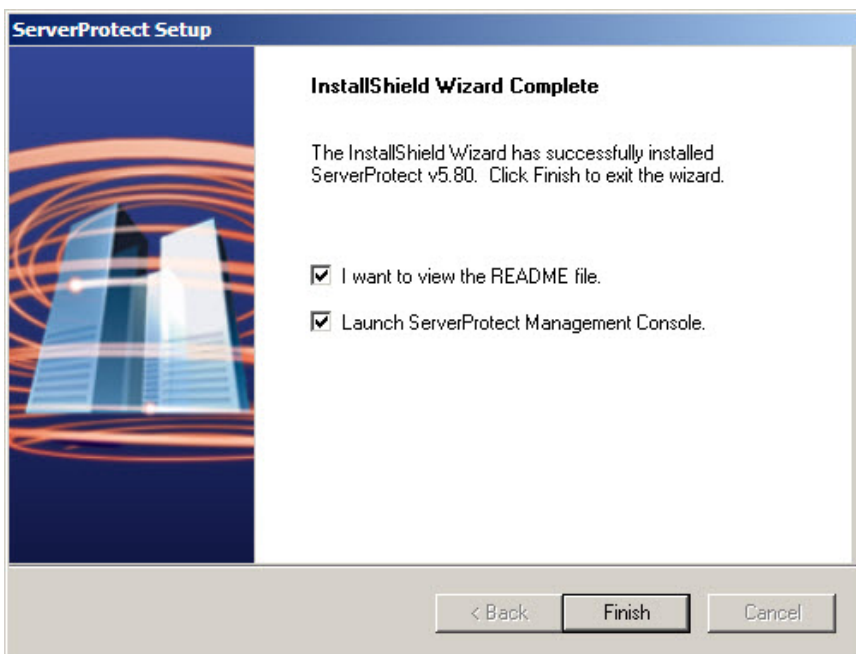 ServerProtect Setup
InstallShield Wizard Complete
The InstallShield Wizard has successfully installed
ServerProtect v5.80.  Click Finish to exit the wizard.
I want to view the README file.
Launch ServerProtect Management Console.
< Back
Finish
Cancel